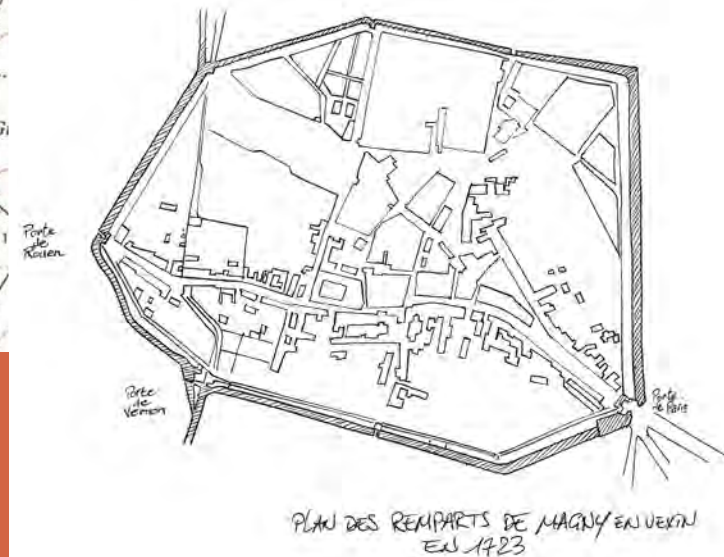 Porte
de
Rouen
Porte
de
Vernon
Porte
de Paris
PLAN DES REMPARTS DE MAGNY EN VEXIN
EN 1723